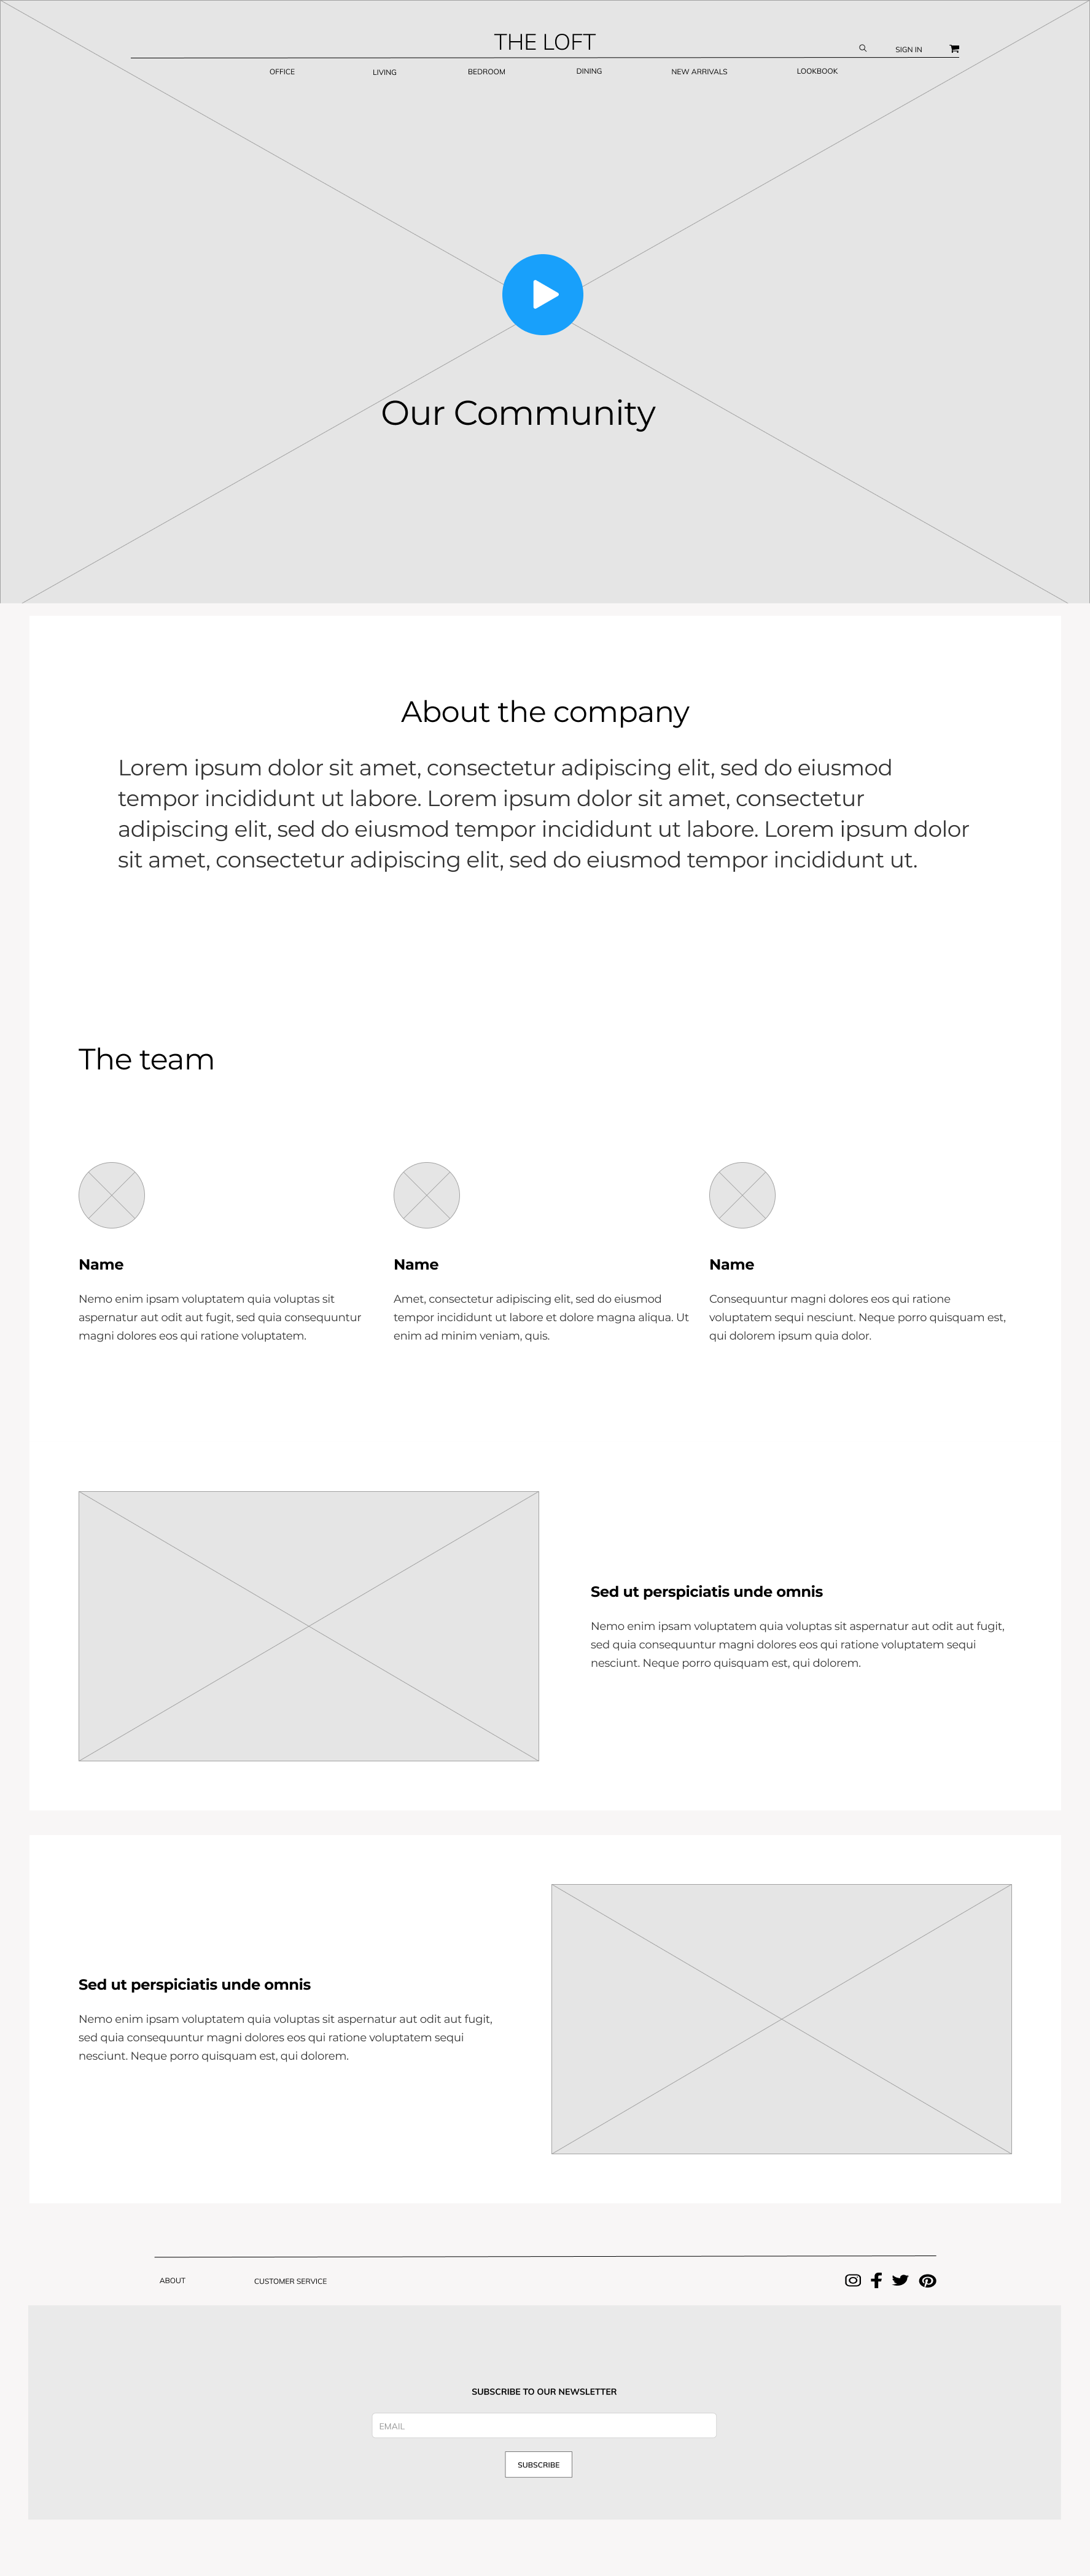 THE LOFT
SIGN IN
OFFICE LIVING BEDROOM DINING NEW ARRIVALS LOOKBOOK
Our Community
About the company
Lorem ipsum dolor sit amet, consectetur adipiscing elit, sed do eiusmod
tempor incididunt ut labore. Lorem ipsum dolor sit amet, consectetur
adipiscing elit, sed do eiusmod tempor incididunt ut labore. Lorem ipsum dolor
sit amet, consectetur adipiscing elit, sed do eiusmod tempor incididunt ut.
The team
Name
Nemo enim ipsam voluptatem quia voluptas sit
aspernatur aut odit aut fugit, sed quia consequuntur
magni dolores eos qui ratione voluptatem.
Name
Amet, consectetur adipiscing elit, sed do eiusmod
tempor incididunt ut labore et dolore magna aliqua. Ut
enim ad minim veniam, quis.
Name
Consequuntur magni dolores eos qui ratione
voluptatem sequi nesciunt. Neque porro quisquam est,
qui dolorem ipsum quia dolor.
Sed ut perspiciatis unde omnis
Nemo enim ipsam voluptatem quia voluptas sit aspernatur aut odit aut fugit,
sed quia consequuntur magni dolores eos qui ratione voluptatem sequi
nesciunt. Neque porro quisquam est, qui dolorem.
Sed ut perspiciatis unde omnis
Nemo enim ipsam voluptatem quia voluptas sit aspernatur aut odit aut fugit,
sed quia consequuntur magni dolores eos qui ratione voluptatem sequi
nesciunt. Neque porro quisquam est, qui dolorem.
ABOUT CUSTOMER SERVICE
SUBSCRIBE TO OUR NEWSLETTER
EMAIL
SUBSCRIBE